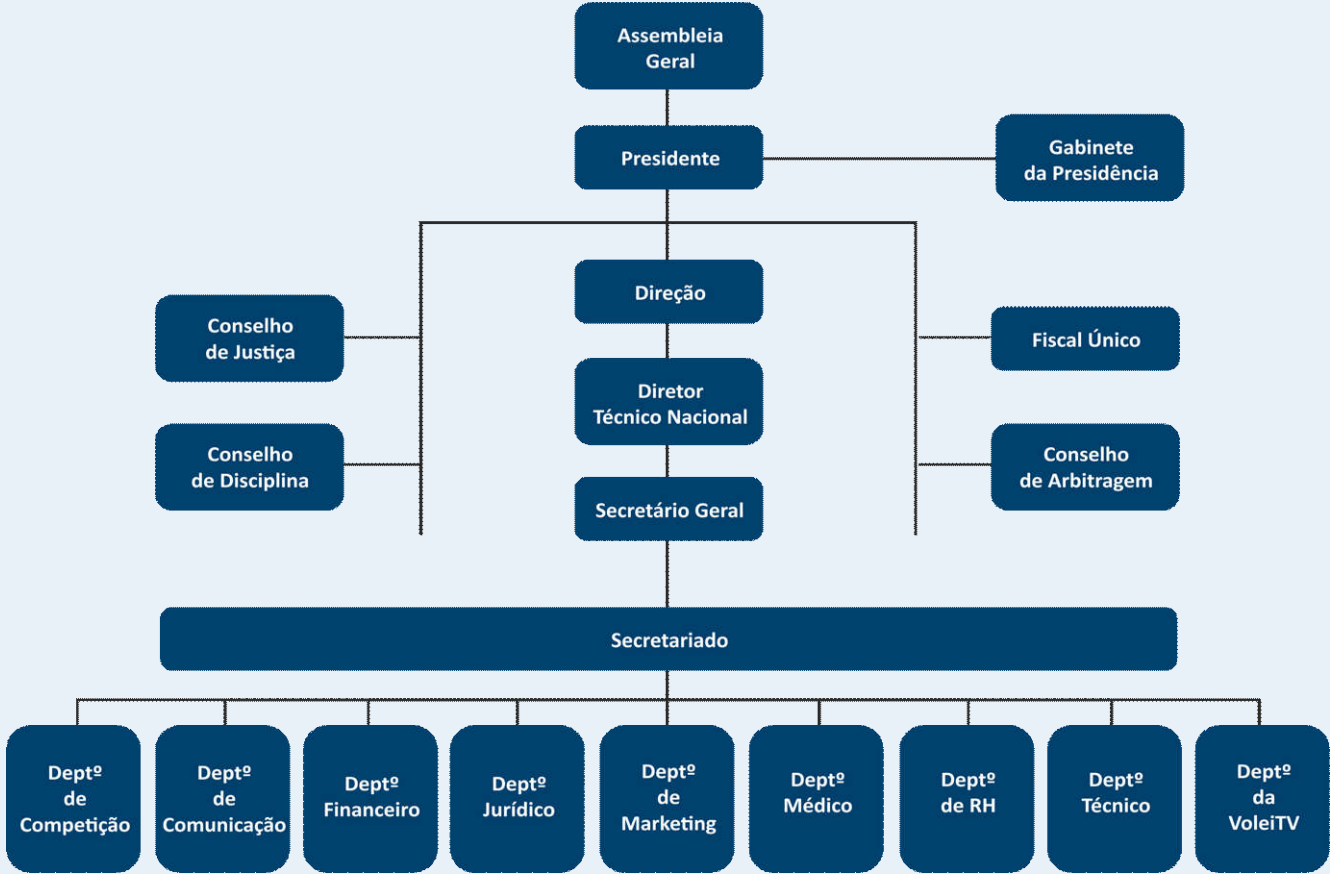 Assembleia
Geral
Presidente
Gabinete
da Presidência
Direção
Conselho
de Justiça
Fiscal Único
Diretor
Técnico Nacional
Conselho
de Disciplina
Conselho
de Arbitragem
Secretário Geral
Secretariado
Deptº
de
Competição
Deptº
de
Comunicação
Deptº
Financeiro
Deptº
Jurídico
Deptº
de
Marketing
Deptº
Médico
Deptº
de RH
Deptº
Técnico
Deptº
da
VoleiTV